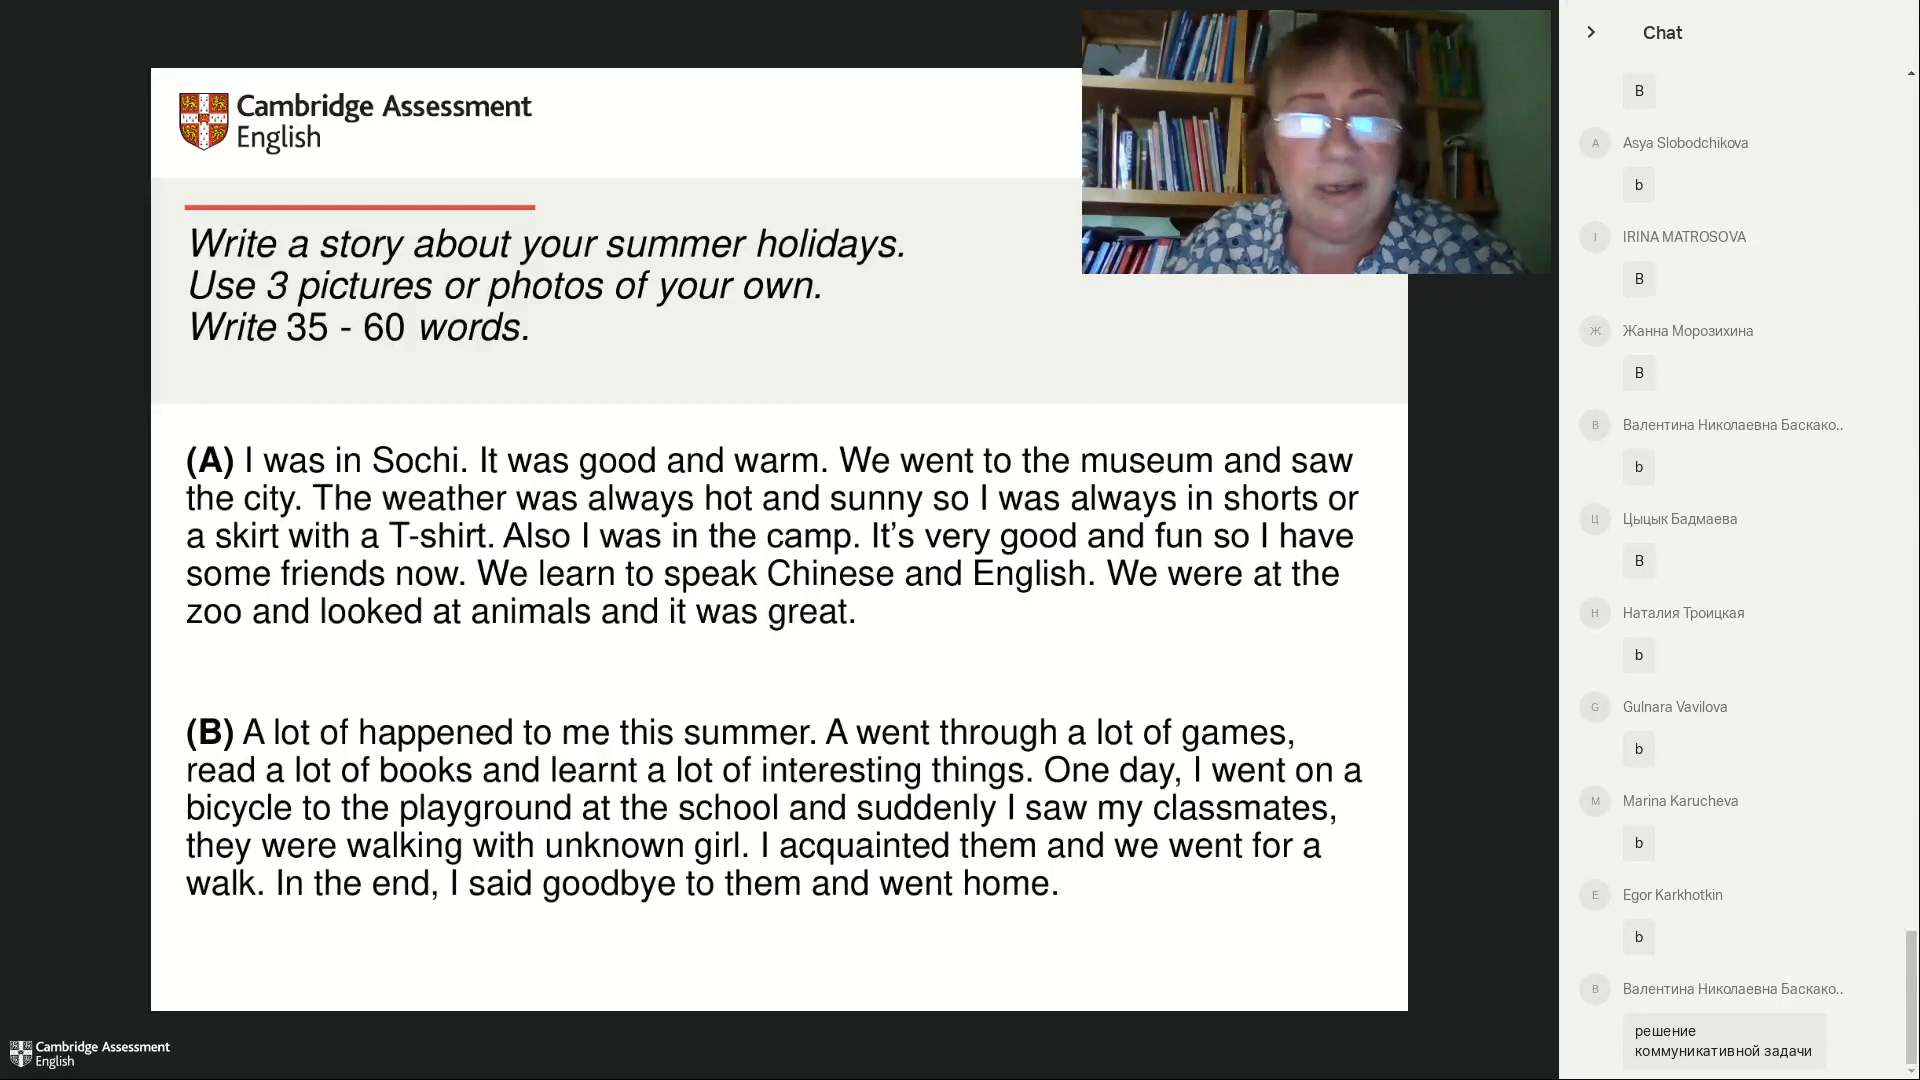 Cambridge Assessment
English
Write a story about your summer holidays.
Use 3 pictures or photos of your own.
Write 35 - 60 words.
(A) I was in Sochi. It was good and warm. We went to the museum and saw
the city. The weather was always hot and sunny so I was always in shorts or
a skirt with a T-shirt. Also I was in the camp. It’s very good and fun so I have
some friends now. We learn to speak Chinese and English. We were at the
zoo and looked at animals and it was great.
(B) A lot of happened to me this summer. A went through a lot of games,
read a lot of books and learnt a lot of interesting things. One day, I went on a
bicycle to the playground at the school and suddenly I saw my classmates,
they were walking with unknown girl. I acquainted them and we went for a
walk. In the end, I said goodbye to them and went home.
Cambridge Assessment
English
Chat
B
A Asya Slobodchikova
b
I IRINA MATROSOVA
B
Ж Жанна Морозихина
B
В Валентина Николаевна Баскако..
b
Ц Цыцык Бадмаева
B
Н Наталия Троицкая
b
G Gulnara Vavilova
b
M Marina Karucheva
b
E Egor Karkhotkin
b
В Валентина Николаевна Баскако..
решение
коммуникативной задачи